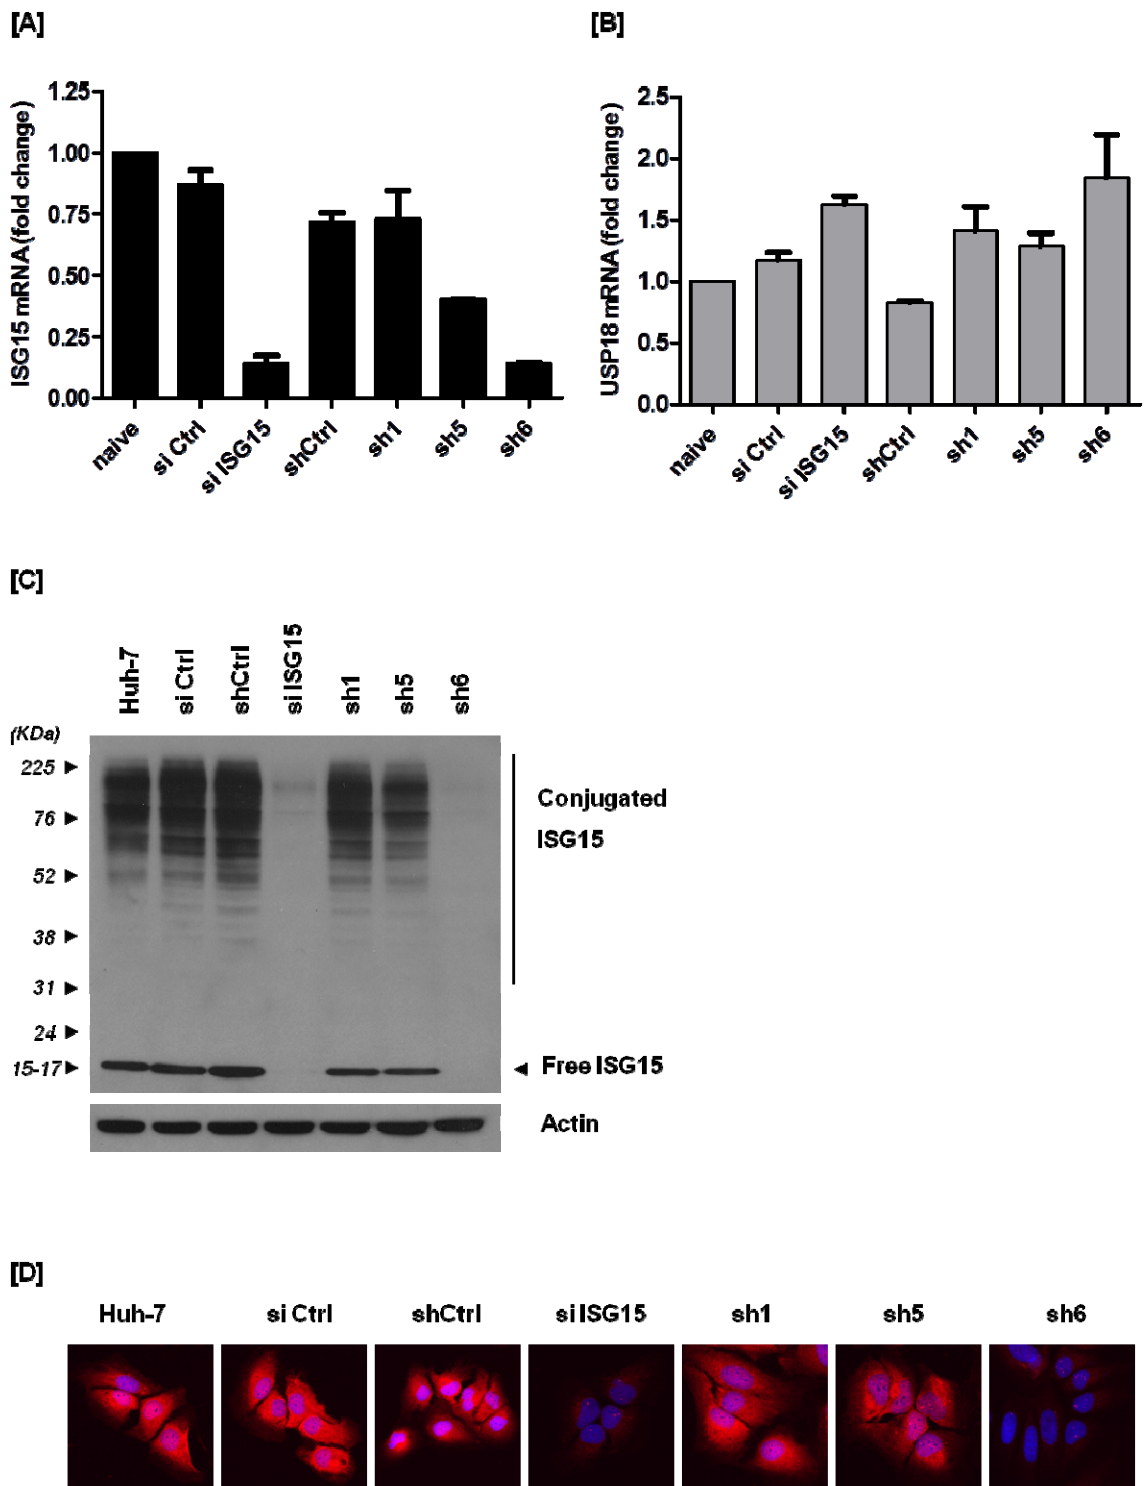 [A]
ISG15 mRNA (fold change)
1.25
1.00
0.75
0.50
0.25
0.00
naive
si Ctrl
si ISG15
shCtrl
sh1
sh5
sh6
[B]
USP18 mRNA (fold change)
2.5
2.0
1.5
1.0
0.5
0.0
naive
si Ctrl
si ISG15
shCtrl
sh1
sh5
sh6
[C]
Huh-7
si Ctrl
shCtrl
si ISG15
sh1
sh5
sh6
(KDa)
225 ►
76 ►
52 ►
38 ►
31 ►
24 ►
15-17 ►
Conjugated
ISG15
◄ Free ISG15
Actin
[D]
Huh-7 si Ctrl shCtrl si ISG15 sh1 sh5 sh6